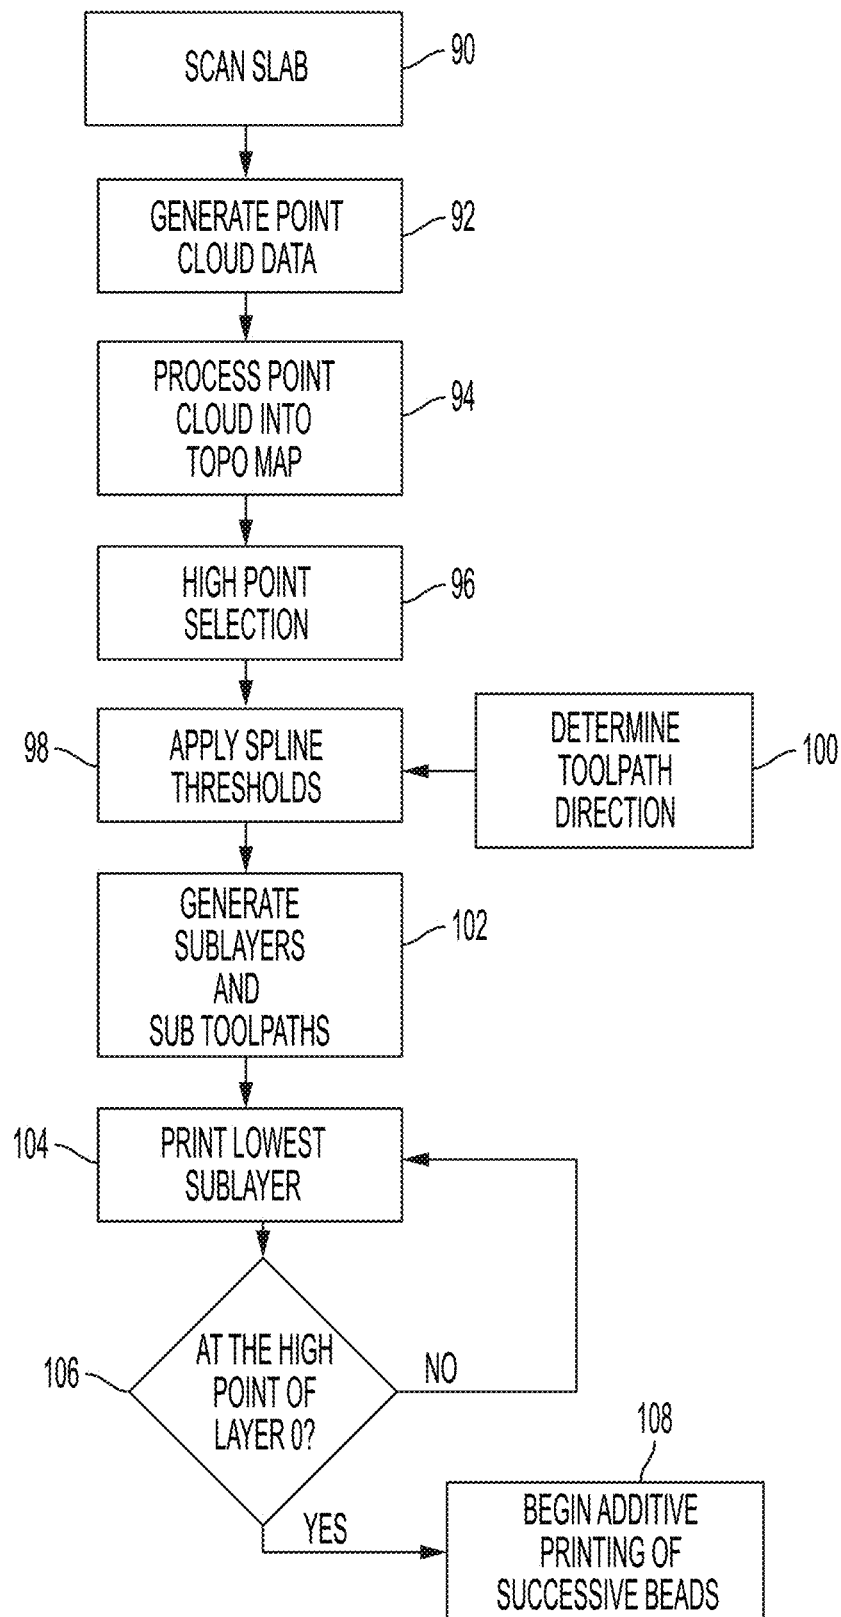 SCAN SLAB
90
GENERATE POINT
CLOUD DATA
92
PROCESS POINT
CLOUD INTO
TOPO MAP
94
HIGH POINT
SELECTION
96
98
APPLY SPLINE
THRESHOLDS
DETERMINE
TOOLPATH
DIRECTION
100
GENERATE
SUBLAYERS
AND
SUB TOOLPATHS
102
104
PRINT LOWEST
SUBLAYER
106
AT THE HIGH
POINT OF
LAYER 0?
NO
YES
108
BEGIN ADDITIVE
PRINTING OF
SUCCESSIVE BEADS